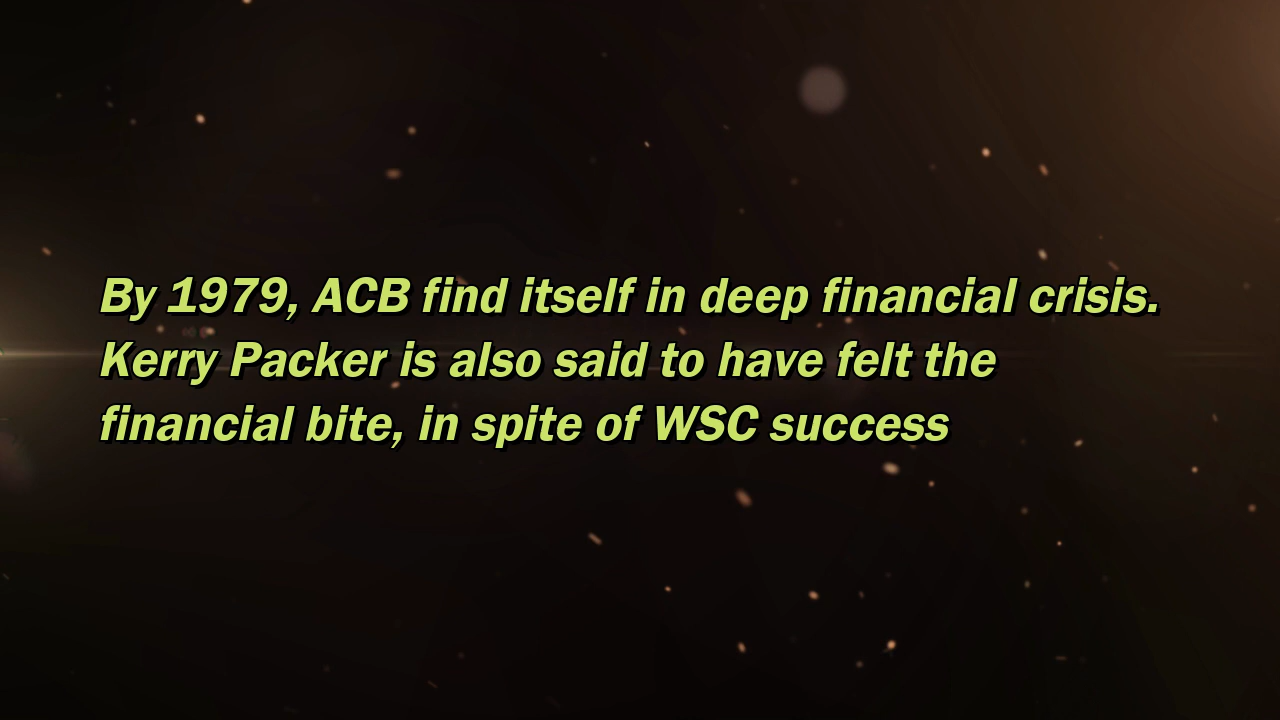 By 1979, ACB find itself in deep financial crisis.
Kerry Packer is also said to have felt the
financial bite, in spite of WSC success